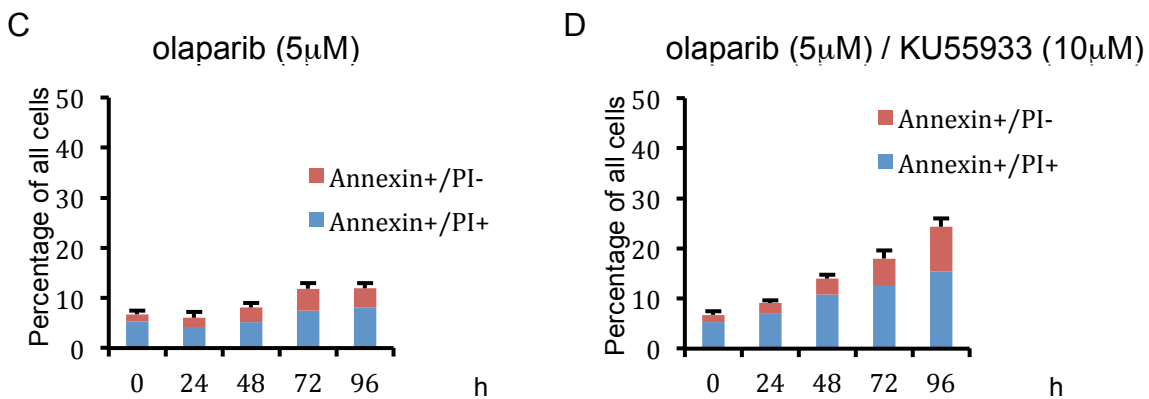 C
olaparib (5μM)
Percentage of all cells
50
40
30
20
10
0
Annexin+/PI-
Annexin+/PI+
0 24 48 72 96 h
D
olaparib (5μM) / KU55933 (10μM)
Percentage of all cells
50
40
30
20
10
0
Annexin+/PI-
Annexin+/PI+
0 24 48 72 96 h